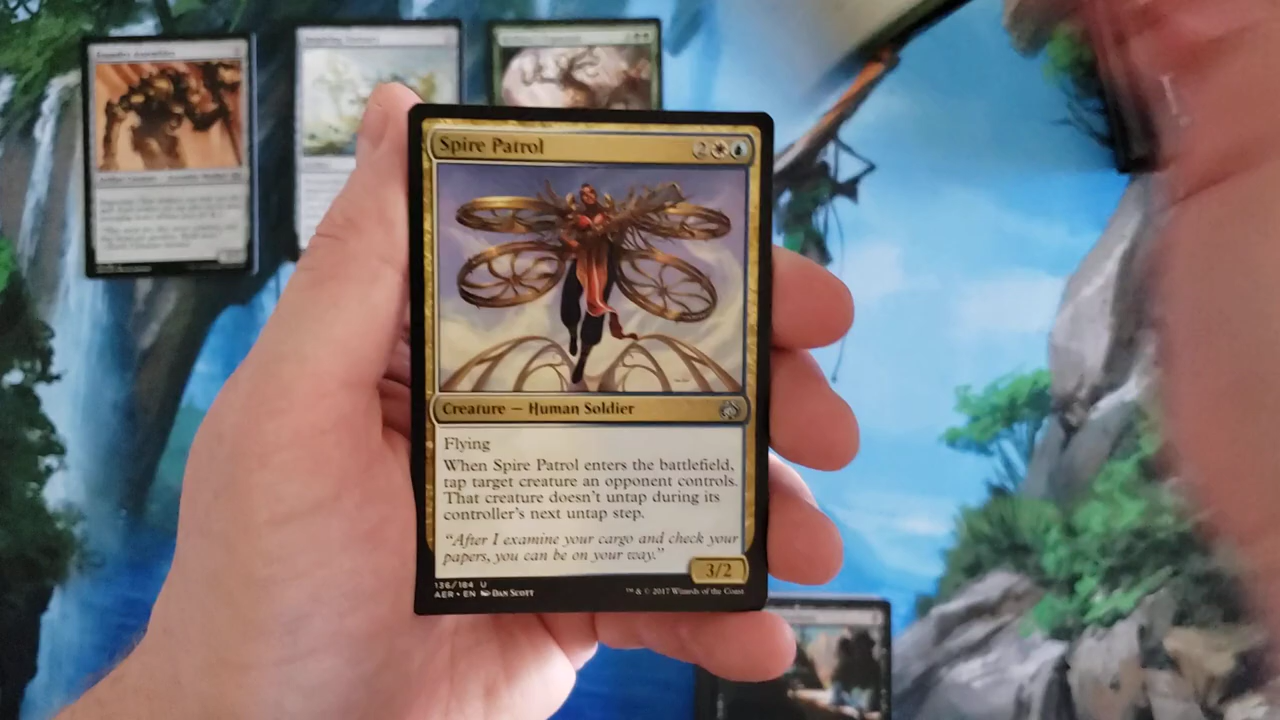 Spire Patrol 2
Creature — Human Soldier
Flying
When Spire Patrol enters the battlefield,
tap target creature an opponent controls.
That creature doesn't untap during its
controller's next untap step.
"After I examine your cargo and check your
papers, you can be on your way."
3/2
136/184 U
AER • EN Dan Scott ™ & © 2017 Wizards of the Coast